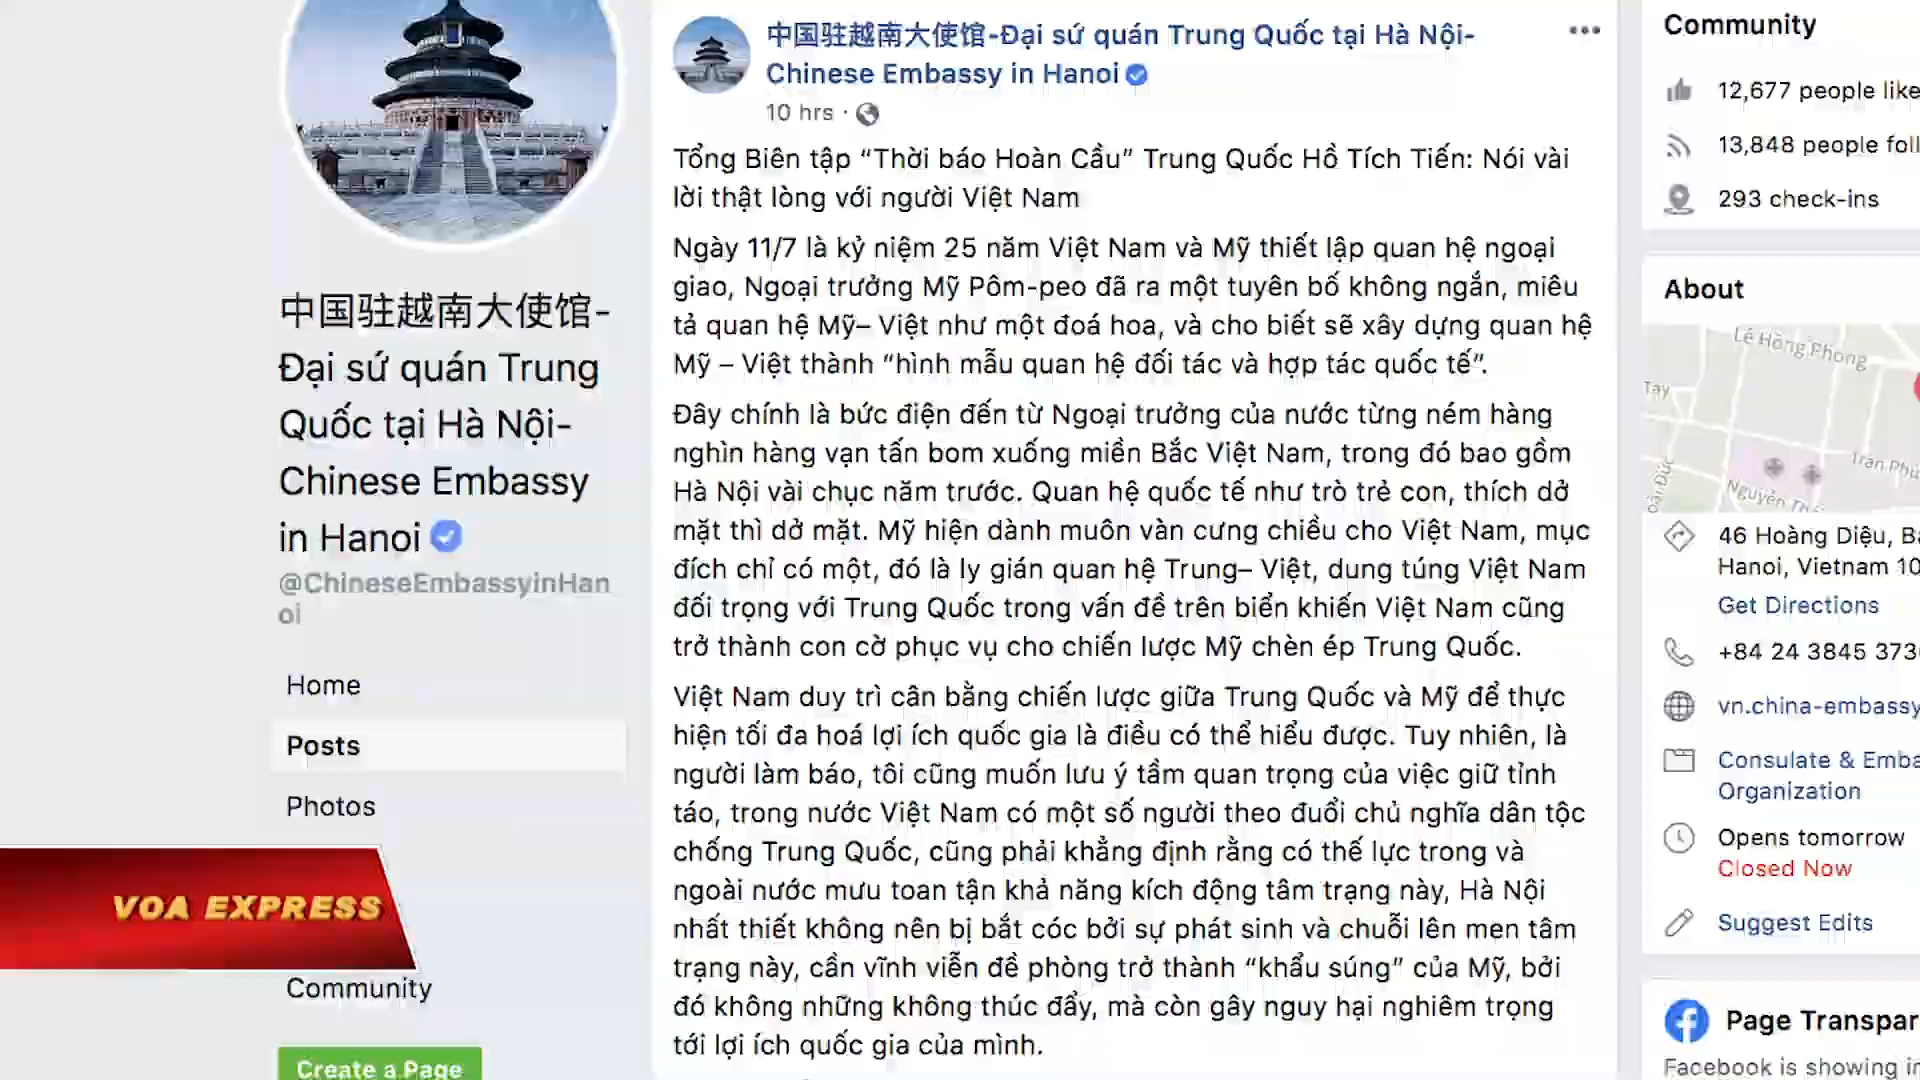 中国驻越南大使馆-
Đại sứ quán Trung
Quốc tại Hà Nội-
Chinese Embassy
in Hanoi
@ChineseEmbassyinHan
oi
Home
Posts
Photos
VOA EXPRESS
Community
Create a Page
中国驻越南大使馆-Đại sứ quán Trung Quốc tại Hà Nội-
Chinese Embassy in Hanoi
10 hrs ·
Tổng Biên tập “Thời báo Hoàn Cầu” Trung Quốc Hồ Tích Tiến: Nói vài
lời thật lòng với người Việt Nam
Ngày 11/7 là kỷ niệm 25 năm Việt Nam và Mỹ thiết lập quan hệ ngoại
giao, Ngoại trưởng Mỹ Pôm-peo đã ra một tuyên bố không ngắn, miêu
tả quan hệ Mỹ– Việt như một đoá hoa, và cho biết sẽ xây dựng quan hệ
Mỹ – Việt thành “hình mẫu quan hệ đối tác và hợp tác quốc tế”.
Đây chính là bức điện đến từ Ngoại trưởng của nước từng ném hàng
nghìn hàng vạn tấn bom xuống miền Bắc Việt Nam, trong đó bao gồm
Hà Nội vài chục năm trước. Quan hệ quốc tế như trò trẻ con, thích dở
mặt thì dở mặt. Mỹ hiện dành muôn vàn cưng chiều cho Việt Nam, mục
đích chỉ có một, đó là ly gián quan hệ Trung– Việt, dung túng Việt Nam
đối trọng với Trung Quốc trong vấn đề trên biển khiến Việt Nam cũng
trở thành con cờ phục vụ cho chiến lược Mỹ chèn ép Trung Quốc.
Việt Nam duy trì cân bằng chiến lược giữa Trung Quốc và Mỹ để thực
hiện tối đa hoá lợi ích quốc gia là điều có thể hiểu được. Tuy nhiên, là
người làm báo, tôi cũng muốn lưu ý tầm quan trọng của việc giữ tỉnh
táo, trong nước Việt Nam có một số người theo đuổi chủ nghĩa dân tộc
chống Trung Quốc, cũng phải khẳng định rằng có thế lực trong và
ngoài nước mưu toan tận khả năng kích động tâm trạng này, Hà Nội
nhất thiết không nên bị bắt cóc bởi sự phát sinh và chuỗi lên men tâm
trạng này, cần vĩnh viễn đề phòng trở thành “khẩu súng” của Mỹ, bởi
đó không những không thúc đẩy, mà còn gây nguy hại nghiêm trọng
tới lợi ích quốc gia của mình.
Community
12,677 people like
13,848 people foll
293 check-ins
About
Lê Hồng Phong
Tay
Trần Phú
46 Hoàng Diệu, Ba
Hanoi, Vietnam 10
Get Directions
+84 24 3845 373
vn.china-embassy
Consulate & Emba
Organization
Opens tomorrow
Closed Now
Suggest Edits
Page Transpar
Facebook is showing in